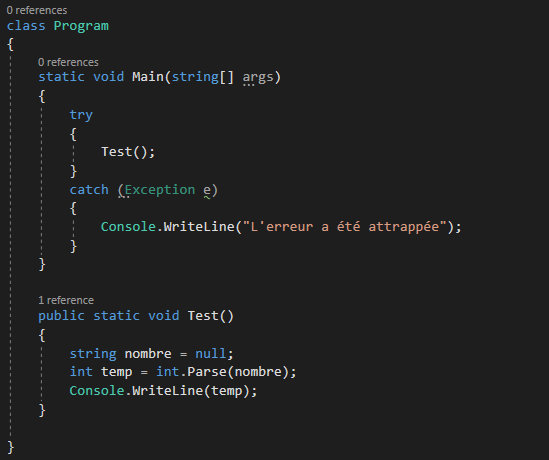 0 references
class Program
{
0 references
static void Main(string[] args)
{
try
{
Test();
}
catch (Exception e)
{
Console.WriteLine("L'erreur a été attrappée");
}
}
1 reference
public static void Test()
{
string nombre = null;
int temp = int.Parse(nombre);
Console.WriteLine(temp);
}
}